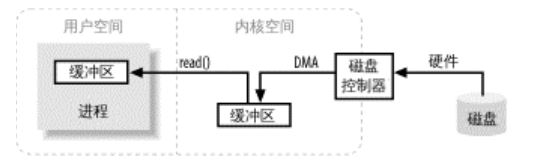 用户空间
内核空间
缓冲区
进程
read()
缓冲区
DMA
磁盘
控制器
硬件
磁盘